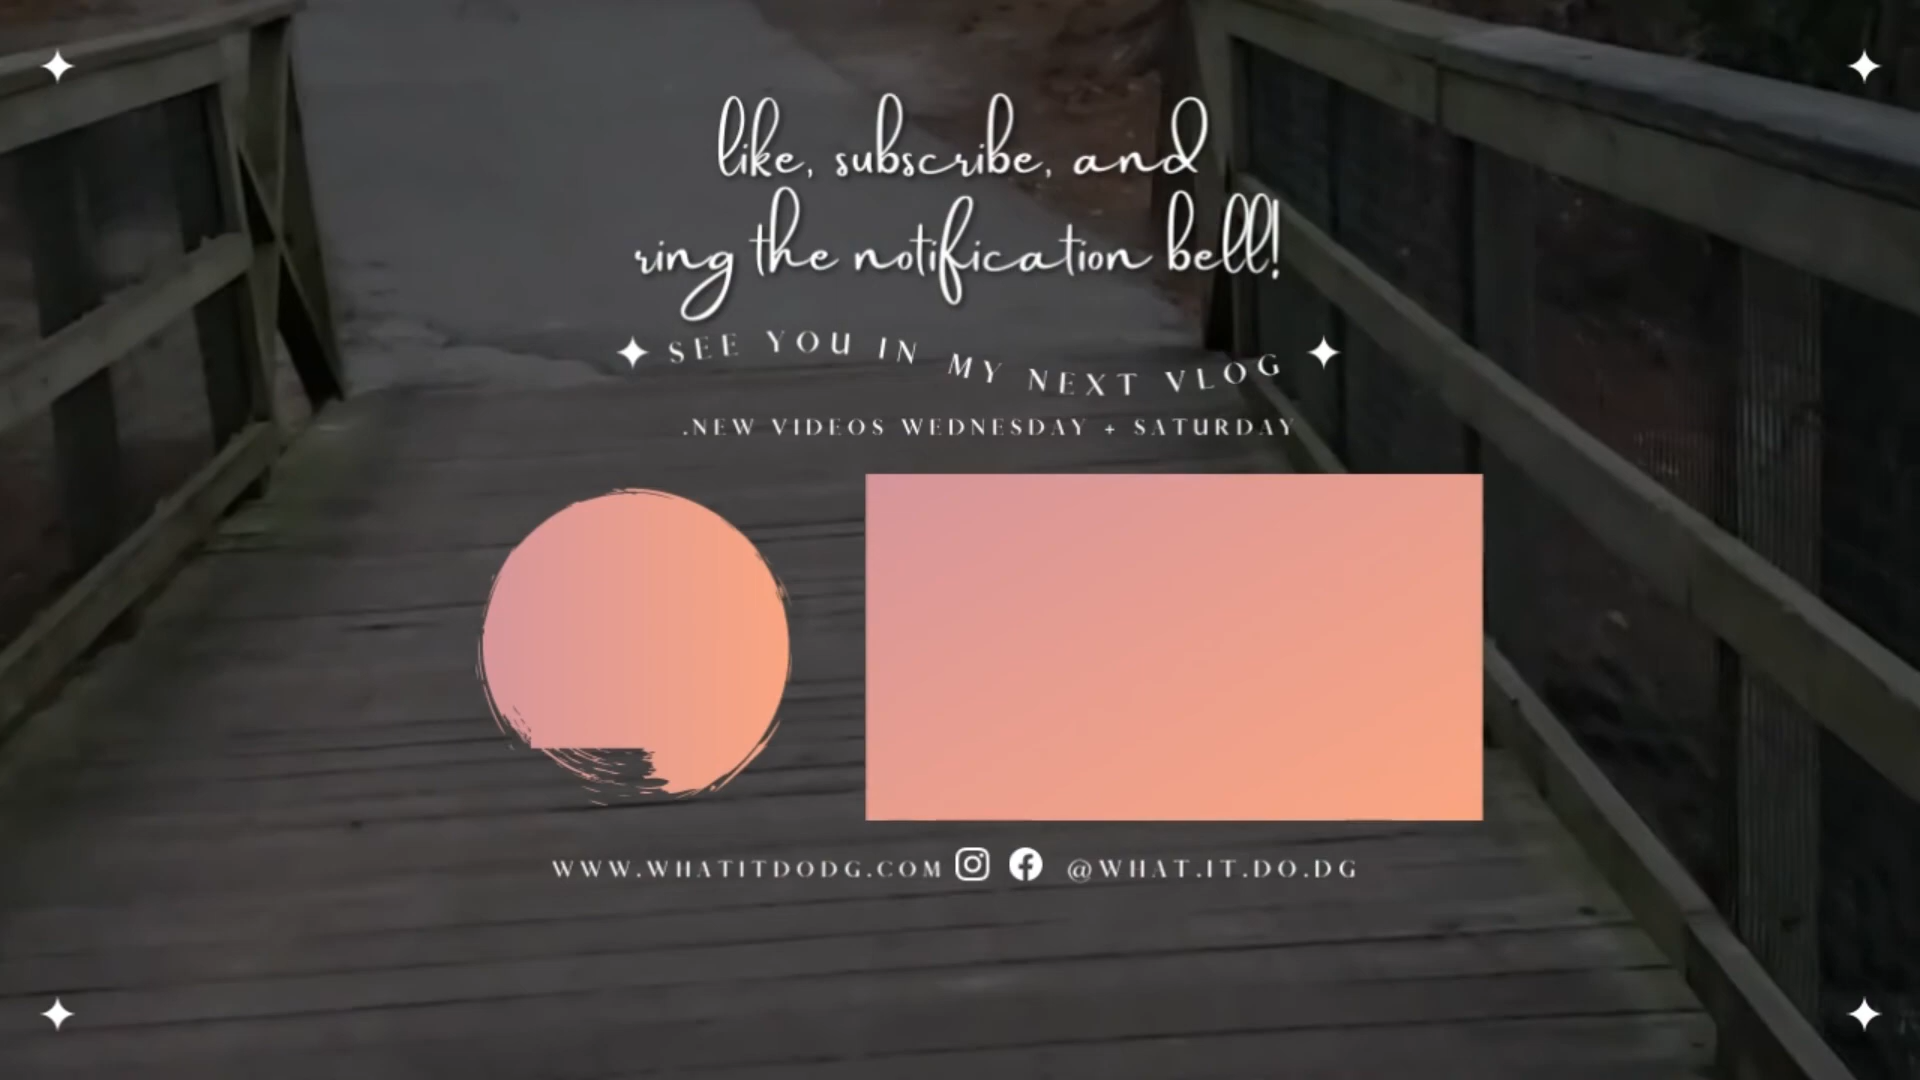 like, subscribe, and
ring the notification bell!
SEE YOU IN MY NEXT VLOG
.NEW VIDEOS WEDNESDAY + SATURDAY
WWW.WHATITDODG.COM @WHAT.IT.DO.DG